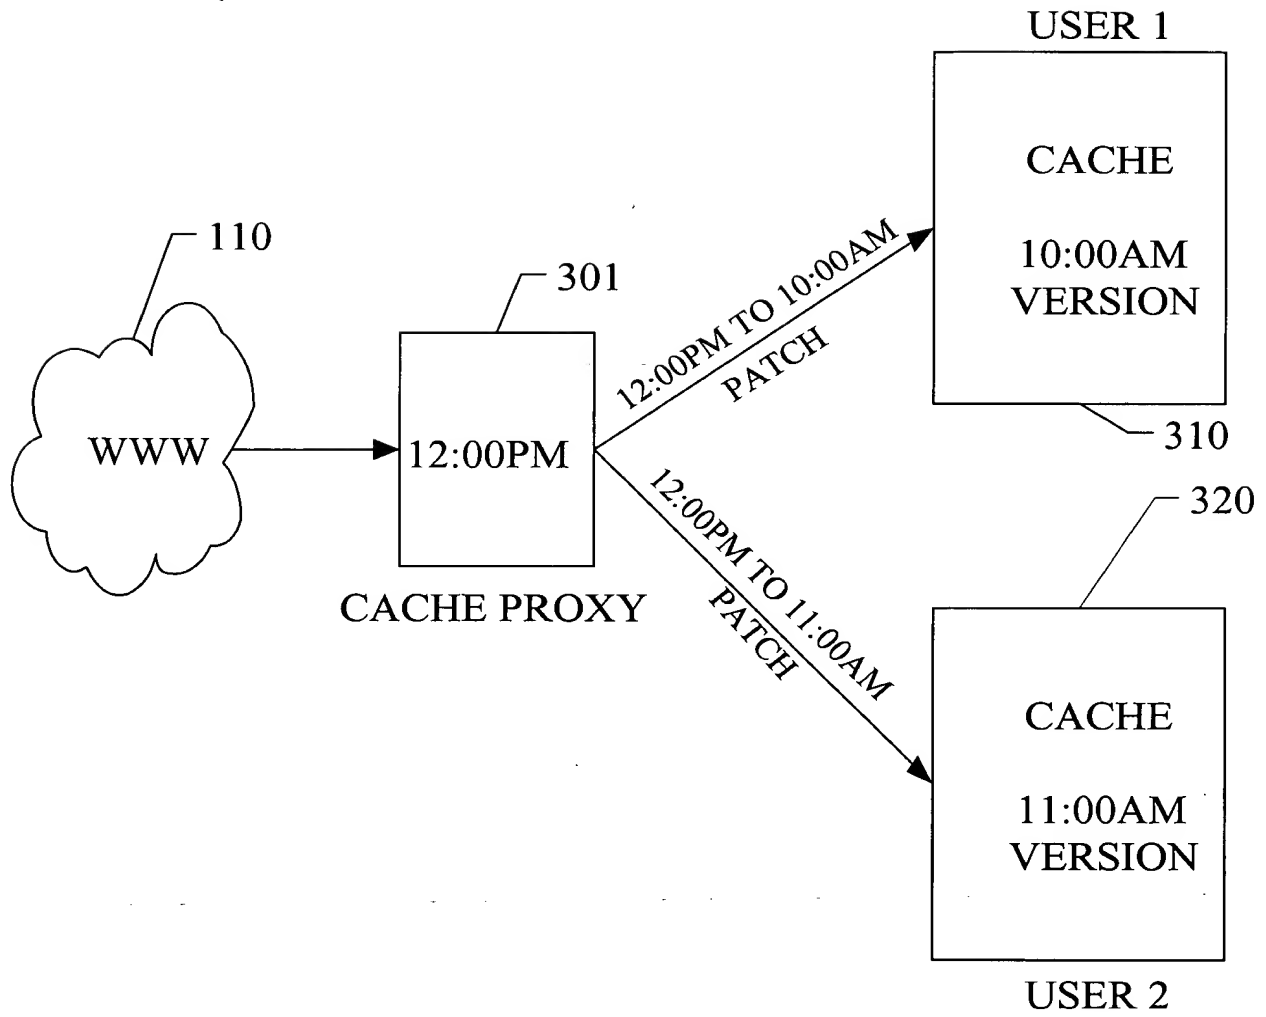 USER 1
CACHE
10:00AM
VERSION
310
110
WWW
301
12:00PM
CACHE PROXY
12:00PM TO 10:00AM
PATCH
12:00PM TO 11:00AM
PATCH
320
CACHE
11:00AM
VERSION
USER 2